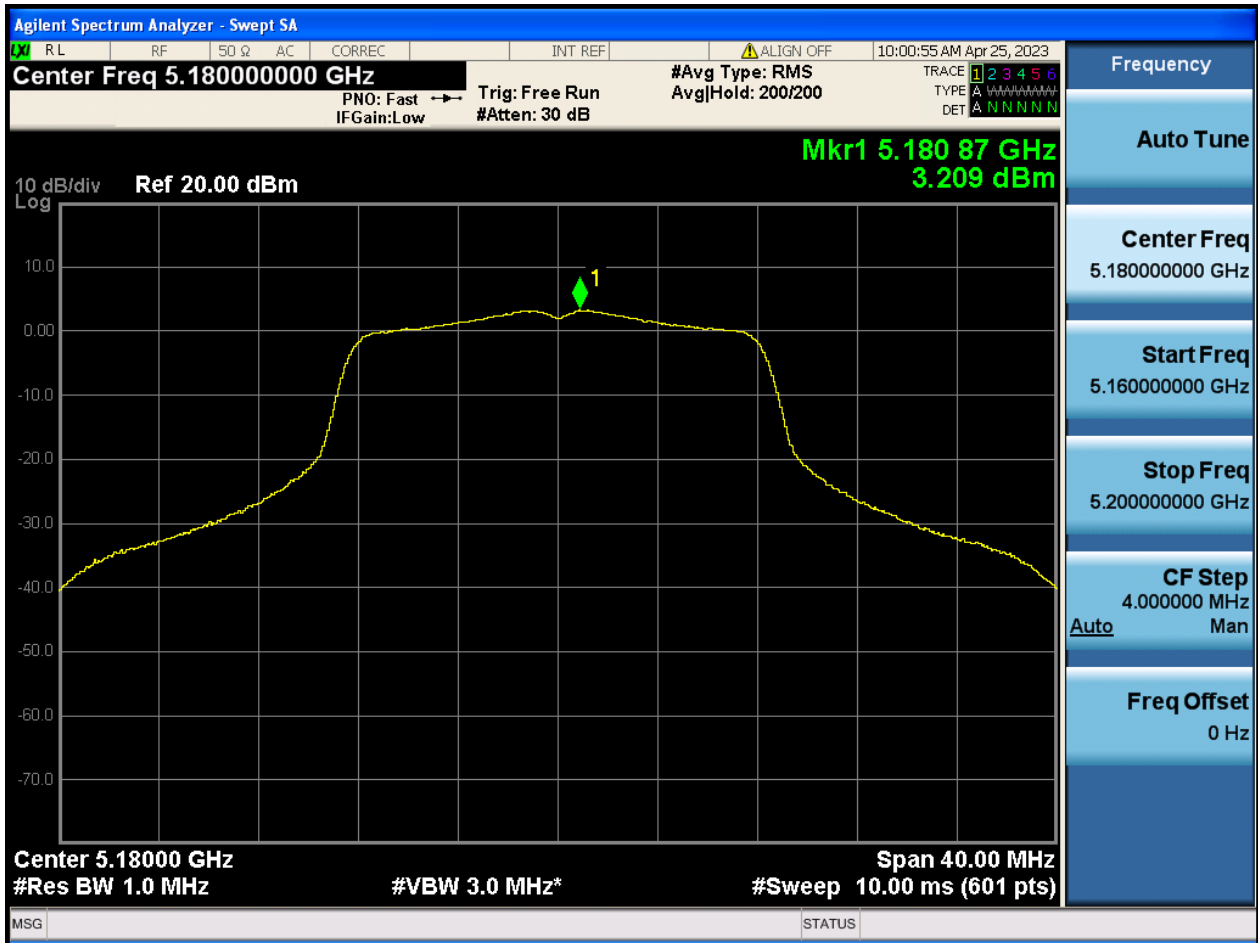 Agilent Spectrum Analyzer - Swept SA
LXI RL RF 50 Ω AC CORREC INT REF ALIGN OFF 10:00:55 AM Apr 25, 2023
Center Freq 5.180000000 GHz
PNO: Fast
IFGain:Low
Trig: Free Run
#Atten: 30 dB
#Avg Type: RMS
Avg|Hold: 200/200
TRACE 1 2 3 4 5 6
TYPE A WWWWW
DET A N N N N N
Mkr1 5.180 87 GHz
3.209 dBm
10 dB/div Ref 20.00 dBm
Log
1
10.0
0.00
-10.0
-20.0
-30.0
-40.0
-50.0
-60.0
-70.0
Center 5.18000 GHz Span 40.00 MHz
#Res BW 1.0 MHz #VBW 3.0 MHz* #Sweep 10.00 ms (601 pts)
MSG STATUS
Frequency
Auto Tune
Center Freq
5.180000000 GHz
Start Freq
5.160000000 GHz
Stop Freq
5.200000000 GHz
CF Step
4.000000 MHz
Auto Man
Freq Offset
0 Hz